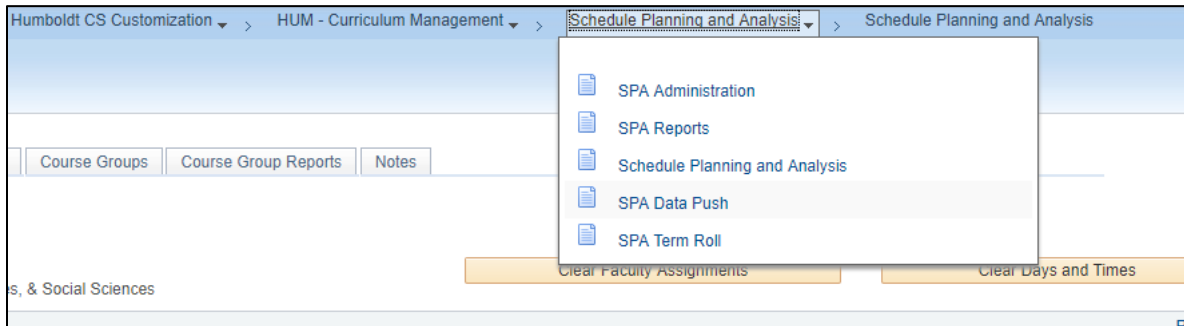 Humboldt CS Customization > HUM - Curriculum Management > Schedule Planning and Analysis > Schedule Planning and Analysis
SPA Administration
SPA Reports
Course Groups Course Group Reports Notes
Schedule Planning and Analysis
SPA Data Push
SPA Term Roll
Clear Faculty Assignments Clear Days and Times
& Social Sciences